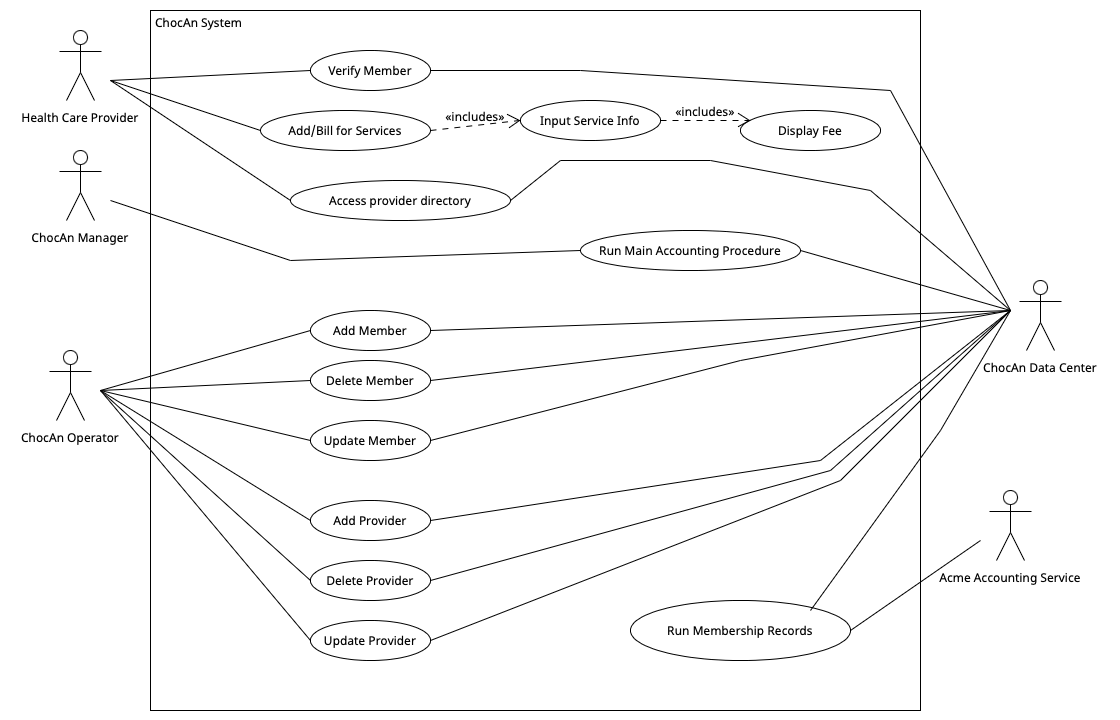 ChocAn System
Health Care Provider
Verify Member
Add/Bill for Services
«includes»
Input Service Info
«includes»
Display Fee
ChocAn Manager
Access provider directory
Run Main Accounting Procedure
Add Member
ChocAn Data Center
Delete Member
ChocAn Operator
Update Member
Add Provider
Delete Provider
Acme Accounting Service
Update Provider
Run Membership Records